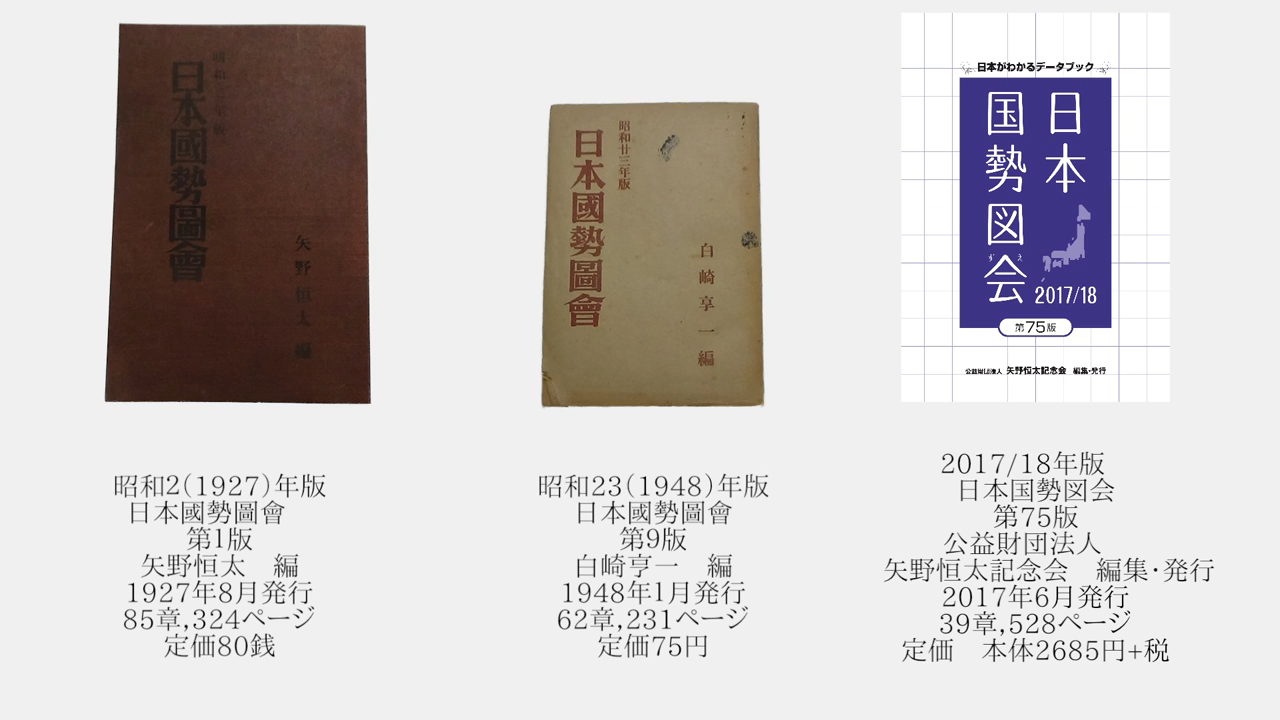 昭和二年版
日本國勢圖會
矢野恒太 編
昭和廿三年版
日本國勢圖會
白崎享一編
日本がわかるデータブック
日本
国勢図会
ずえ
2017/18
第75版
公益財団法人 矢野恒太記念会 編集・発行
昭和2(1927)年版
日本國勢圖會
第1版
矢野恒太 編
1927年8月発行
85章,324ページ
定価80銭
昭和23(1948)年版
日本國勢圖會
第9版
白崎亨一 編
1948年1月発行
62章,231ページ
定価75円
2017/18年版
日本国勢図会
第75版
公益財団法人
矢野恒太記念会 編集・発行
2017年6月発行
39章,528ページ
定価 本体2685円+税